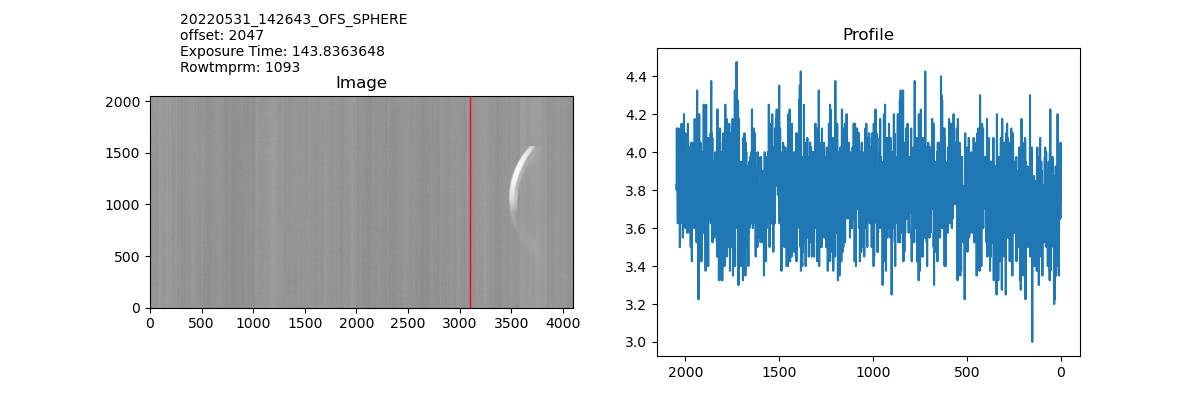 20220531_142643_OFS_SPHERE
offset: 2047
Exposure Time: 143.8363648
Rowtmprm: 1093
Image
2000
1500
1000
500
0
0 500 1000 1500 2000 2500 3000 3500 4000
Profile
4.4
4.2
4.0
3.8
3.6
3.4
3.2
3.0
2000 1500 1000 500 0